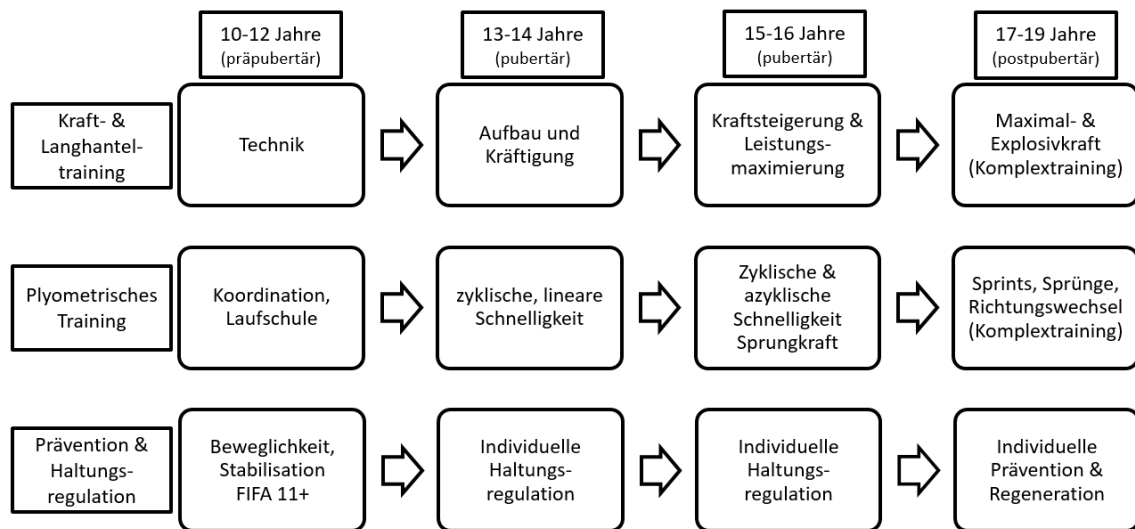 10-12 Jahre
(präpubertär)
13-14 Jahre
(pubertär)
15-16 Jahre
(pubertär)
17-19 Jahre
(postpubertär)
Kraft- &
Langhantel-
training
Technik
Aufbau und
Kräftigung
Kraftsteigerung &
Leistungs-
maximierung
Maximal- &
Explosivkraft
(Komplextraining)
Plyometrisches
Training
Koordination,
Laufschule
zyklische, lineare
Schnelligkeit
Zyklische &
azyklische
Schnelligkeit
Sprungkraft
Sprints, Sprünge,
Richtungswechsel
(Komplextraining)
Prävention &
Haltungs-
regulation
Beweglichkeit,
Stabilisation
FIFA 11+
Individuelle
Haltungs-
regulation
Individuelle
Haltungs-
regulation
Individuelle
Prävention &
Regeneration